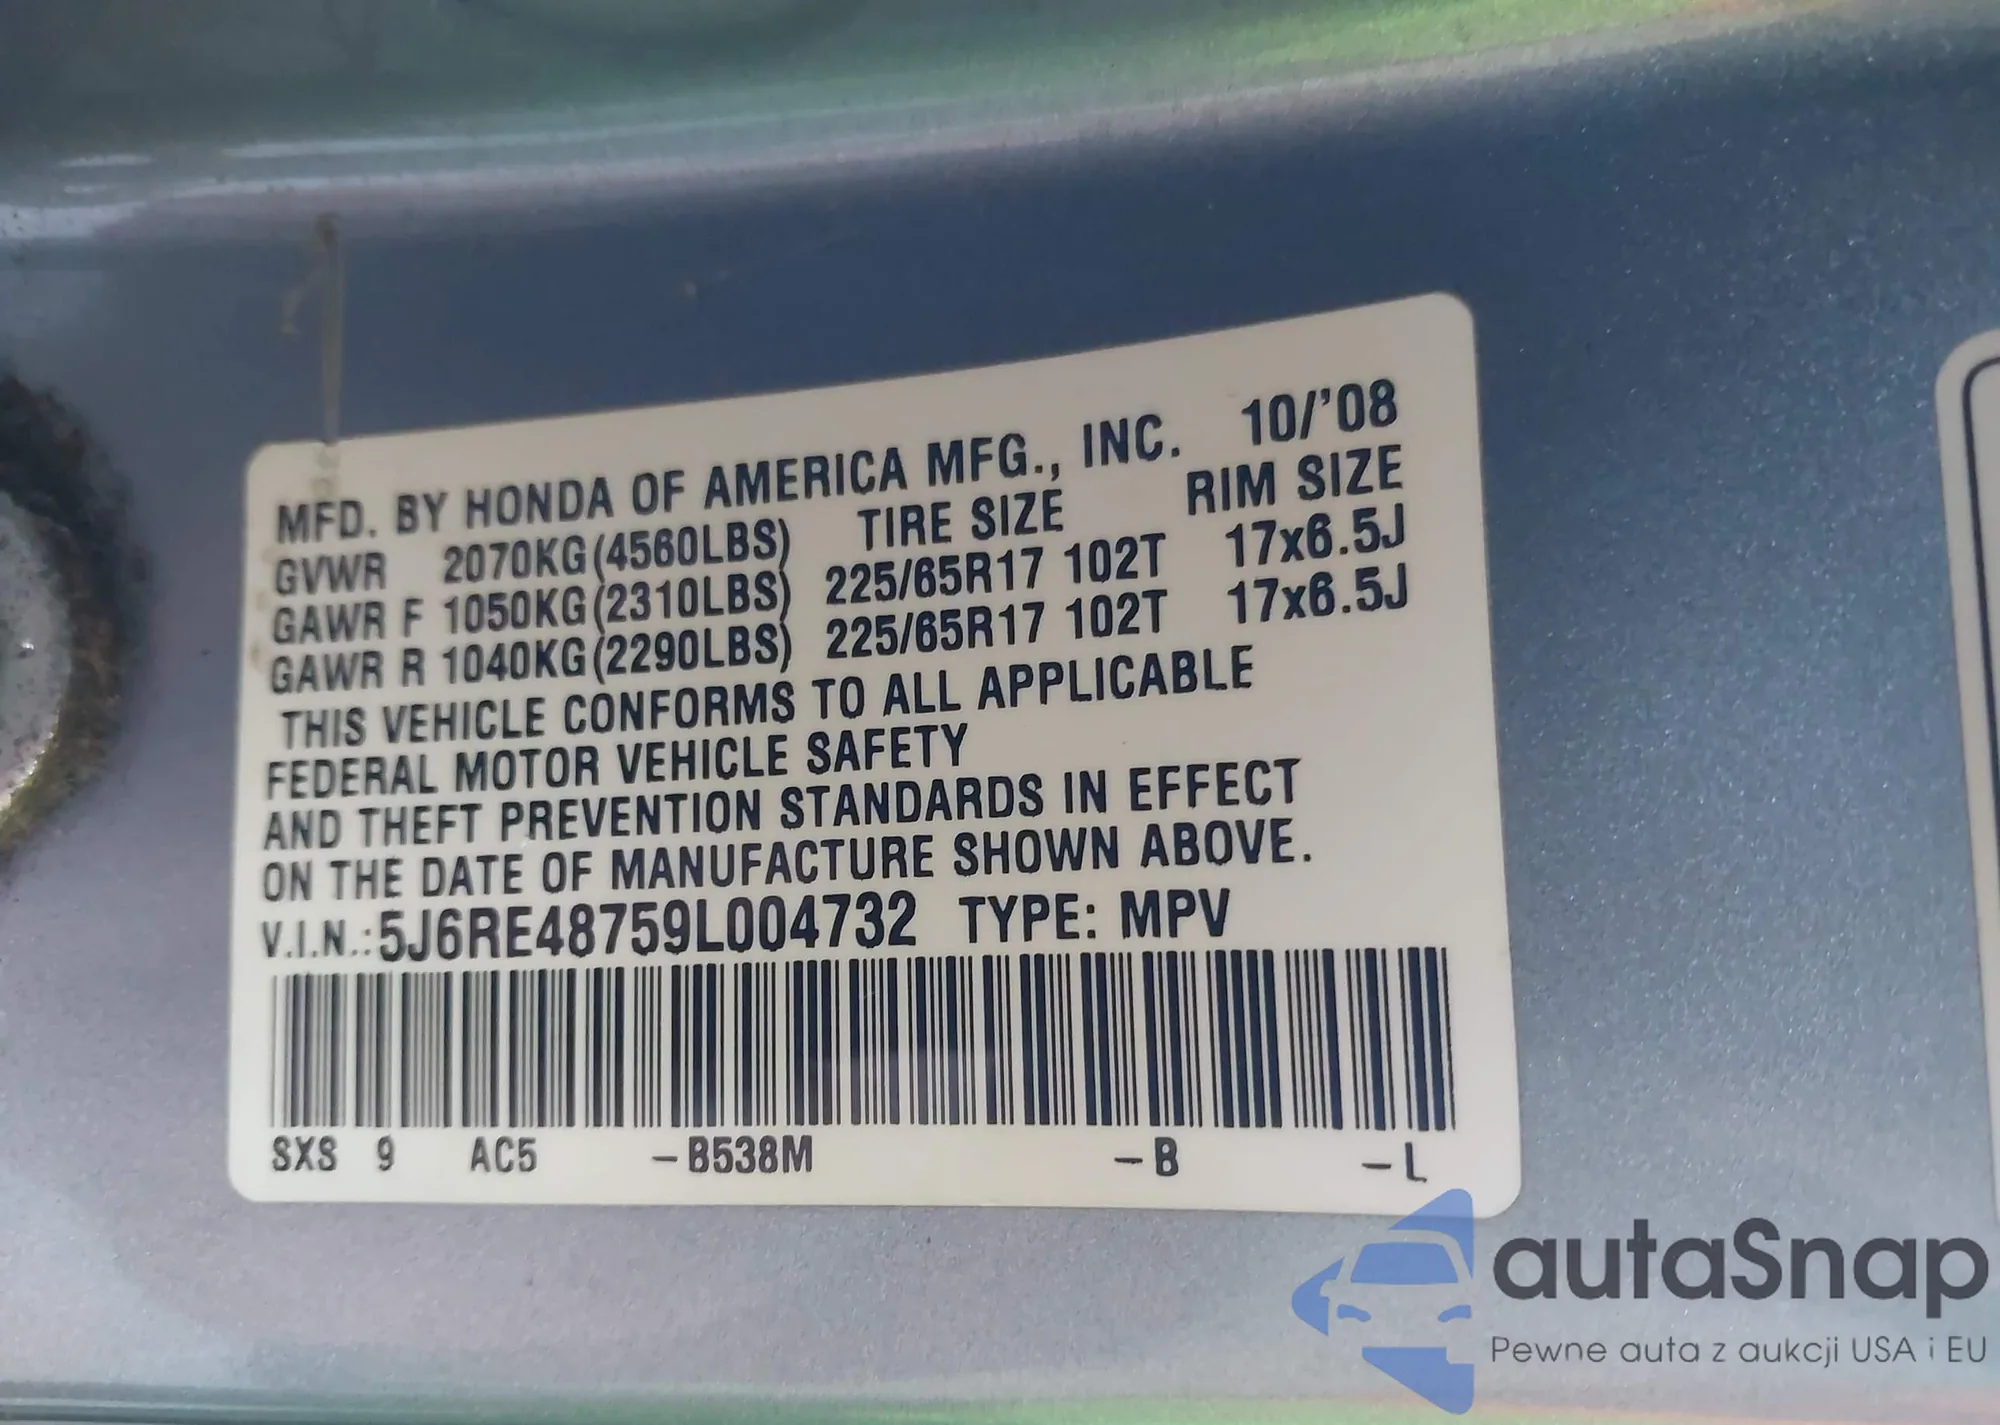 MFD. BY HONDA OF AMERICA MFG., INC. 10/'08
TIRE SIZE RIM SIZE
GVWR 2070KG(4560LBS)
GAWR F 1050KG(2310LBS) 225/65R17 102T 17x6.5J
GAWR R 1040KG(2290LBS) 225/65R17 102T 17x6.5J
THIS VEHICLE CONFORMS TO ALL APPLICABLE
FEDERAL MOTOR VEHICLE SAFETY
AND THEFT PREVENTION STANDARDS IN EFFECT
ON THE DATE OF MANUFACTURE SHOWN ABOVE.
V.I.N.:5J6RE48759L004732 TYPE: MPV
SXS 9 AC5 -B538M -B -L
autaSnap
Pewne auta z aukcji USA i EU